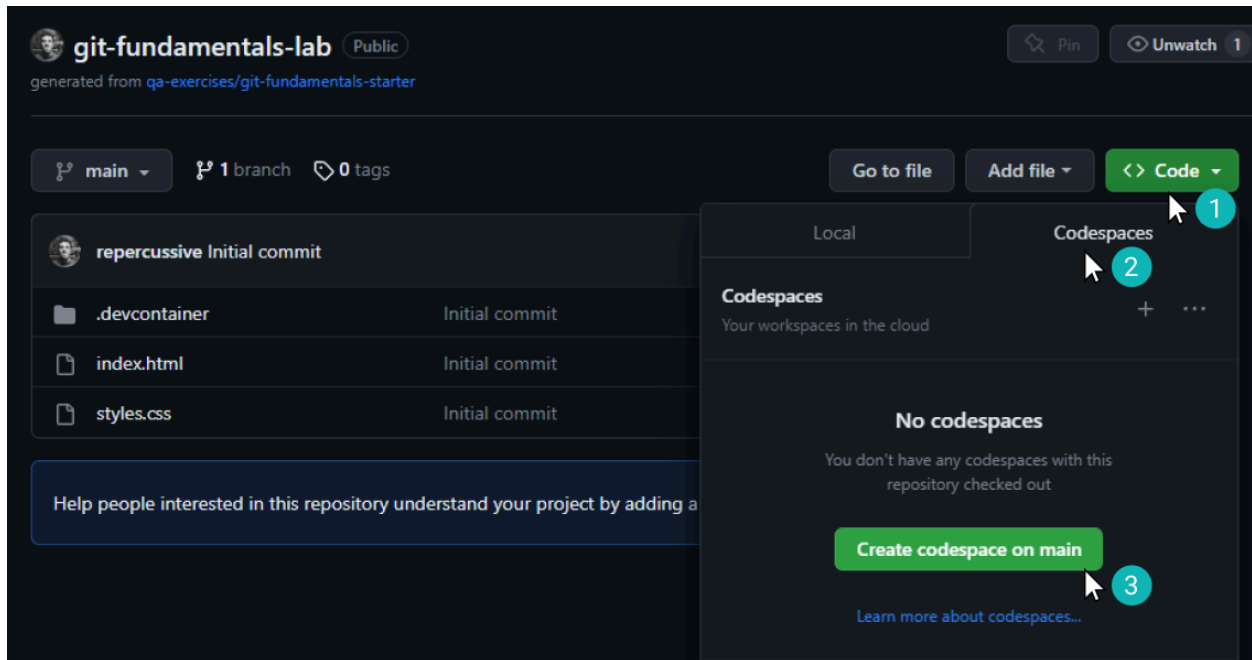 git-fundamentals-lab Public Pin Unwatch 1
generated from qa-exercises/git-fundamentals-starter
main 1 branch 0 tags Go to file Add file <> Code
1
Local Codespaces
2
repercussive Initial commit
Codespaces
Your workspaces in the cloud
+ ...
.devcontainer Initial commit
index.html Initial commit
styles.css Initial commit
No codespaces
You don't have any codespaces with this
repository checked out
Help people interested in this repository understand your project by adding a
Create codespace on main
3
Learn more about codespaces...